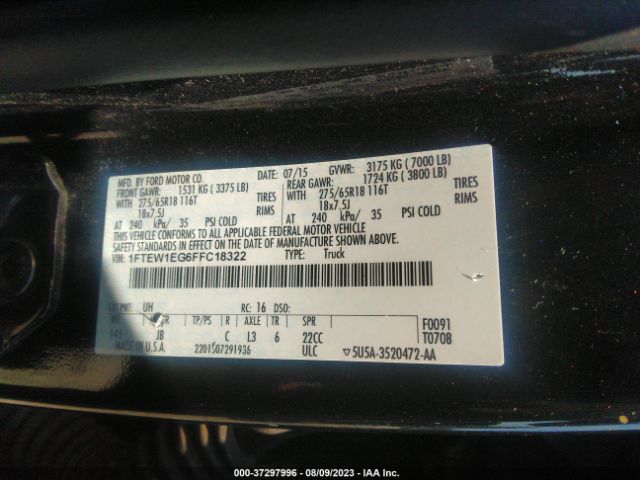 MFD. BY FORD MOTOR CO.
DATE: 07/15 GVWR: 3175 KG ( 7000 LB)
FRONT GAWR: 1531 KG ( 3375 LB) REAR GAWR: 1724 KG ( 3800 LB)
WITH 275/65R18 116T TIRES WITH 275/65R18 116T TIRES
18x7.5J RIMS 18x7.5J RIMS
AT 240 kPa/ 35 PSI COLD AT 240 kPa/ 35 PSI COLD
THIS VEHICLE CONFORMS TO ALL APPLICABLE FEDERAL MOTOR VEHICLE
SAFETY STANDARDS IN EFFECT ON THE DATE OF MANUFACTURE SHOWN ABOVE.
VIN: 1FTEW1EG6FFC18322 TYPE: Truck
EXT PNT: UH RC: 16 DSO:
WB TP/PS R AXLE TR SPR F0091
145 JB C L3 6 22CC T070B
MADE IN U.S.A. 2201507291936 ULC 5U5A-3520472-AA
000-37297996 - 08/09/2023 - IAA Inc.